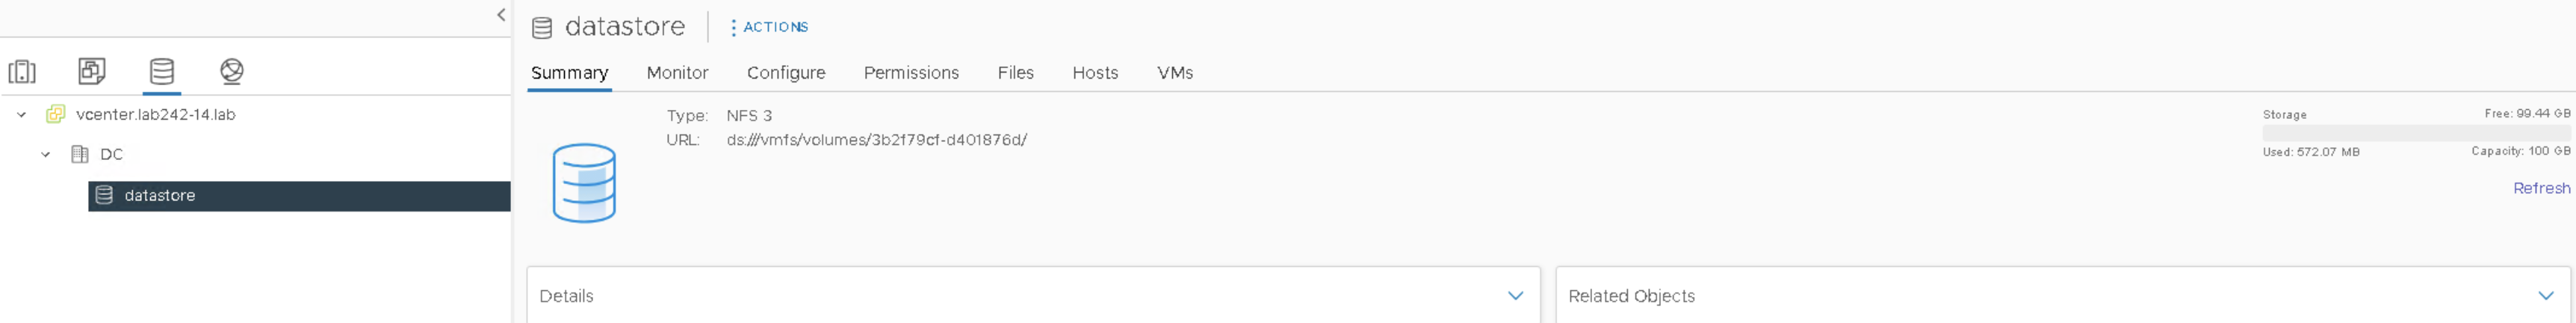 datastore
ACTIONS
Summary Monitor Configure Permissions Files Hosts VMs
vcenter.lab242-14.lab
DC
datastore
Type: NFS 3
URL: ds:///vmfs/volumes/3b2f79cf-d401876d/
Storage Free: 99.44 GB
Used: 572.07 MB Capacity: 100 GB
Refresh
Details
Related Objects